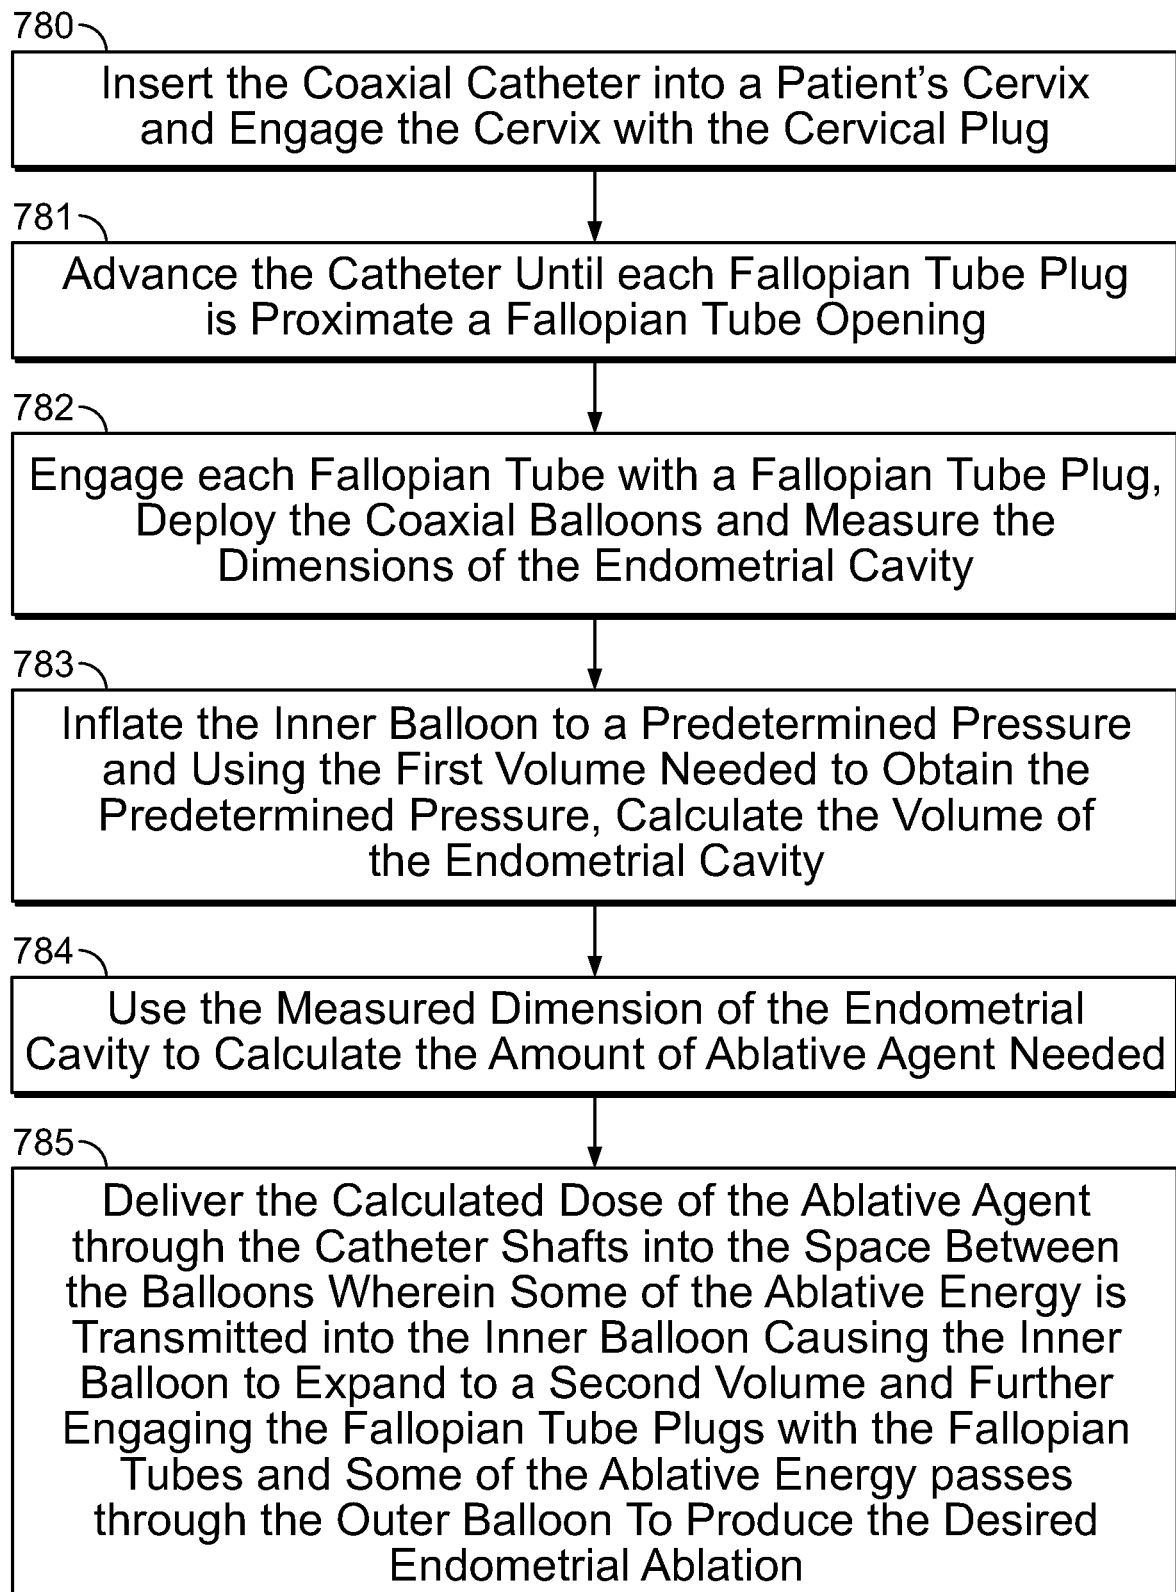 780
Insert the Coaxial Catheter into a Patient's Cervix
and Engage the Cervix with the Cervical Plug
781
Advance the Catheter Until each Fallopian Tube Plug
is Proximate a Fallopian Tube Opening
782
Engage each Fallopian Tube with a Fallopian Tube Plug,
Deploy the Coaxial Balloons and Measure the
Dimensions of the Endometrial Cavity
783
Inflate the Inner Balloon to a Predetermined Pressure
and Using the First Volume Needed to Obtain the
Predetermined Pressure, Calculate the Volume of
the Endometrial Cavity
784
Use the Measured Dimension of the Endometrial
Cavity to Calculate the Amount of Ablative Agent Needed
785
Deliver the Calculated Dose of the Ablative Agent
through the Catheter Shafts into the Space Between
the Balloons Wherein Some of the Ablative Energy is
Transmitted into the Inner Balloon Causing the Inner
Balloon to Expand to a Second Volume and Further
Engaging the Fallopian Tube Plugs with the Fallopian
Tubes and Some of the Ablative Energy passes
through the Outer Balloon To Produce the Desired
Endometrial Ablation